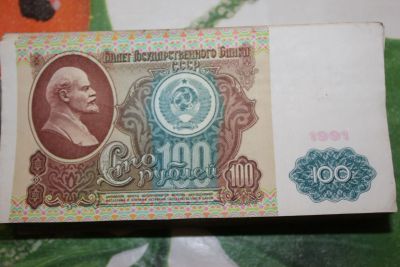 Билет Государственного Банка
СССР
1991
Сто 100
рублей 100
100